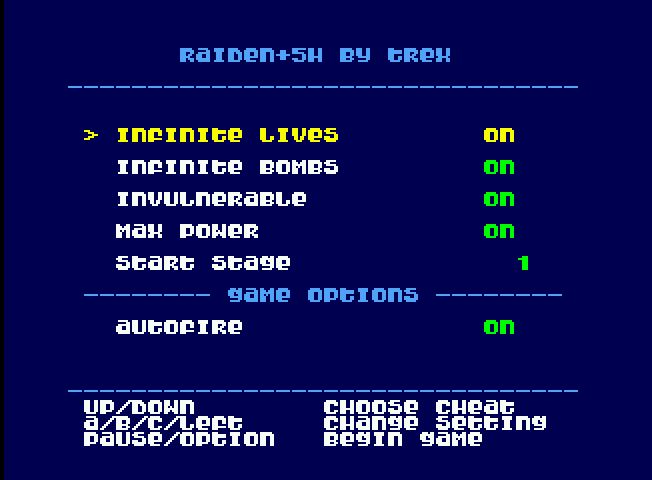 Raiden+5H By tRex
> Infinite Lives on
Infinite Bombs on
Invulnerable on
Max Power on
Start Stage 1
-------- game options --------
autofire on
UP/DOWN Choose Cheat
a/B/C/Left Change Setting
Pause/Option Begin game